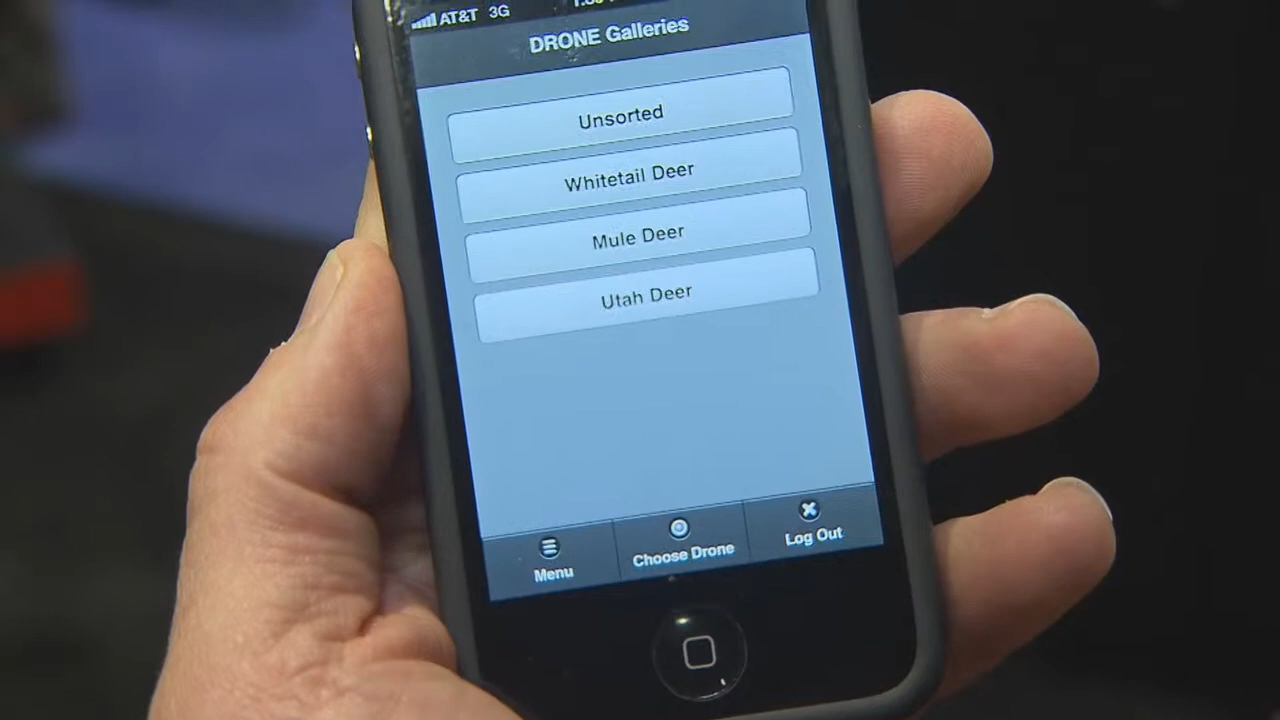 AT&T 3G
DRONE Galleries
Unsorted
Whitetail Deer
Mule Deer
Utah Deer
Menu
Choose Drone
Log Out